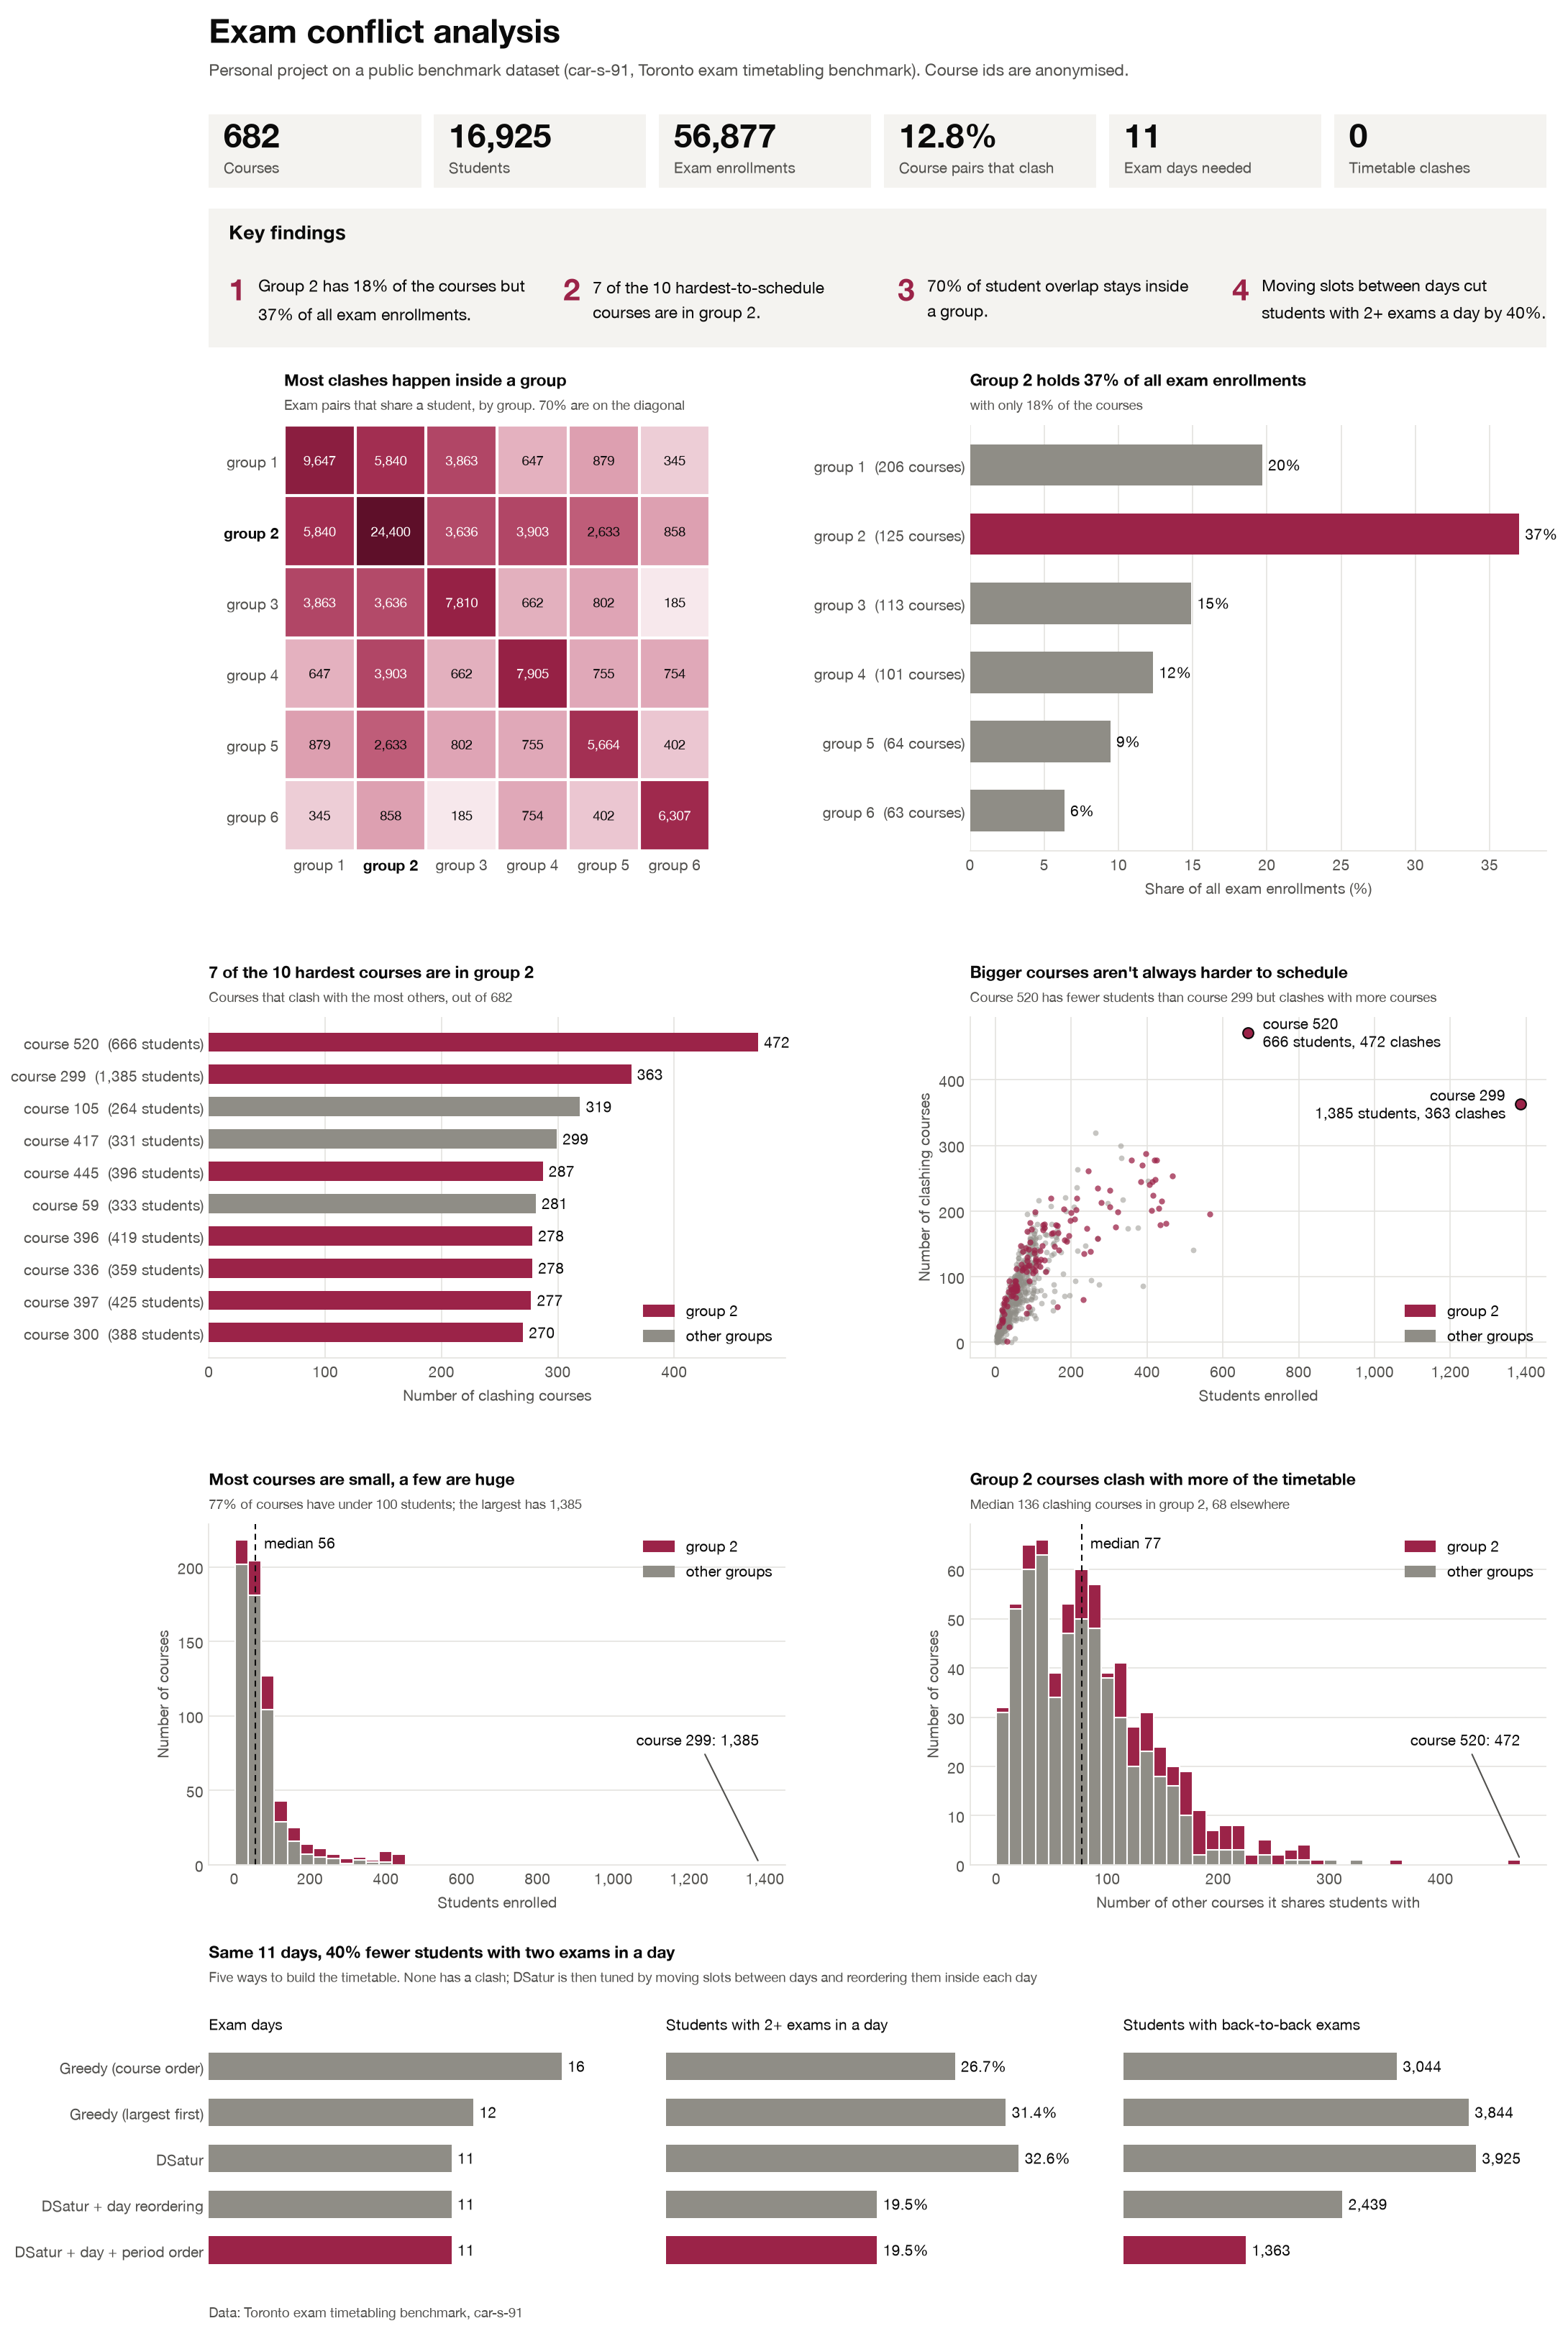 Exam conflict analysis
Personal project on a public benchmark dataset (car-s-91, Toronto exam timetabling benchmark). Course ids are anonymised.
682
Courses
16,925
Students
56,877
Exam enrollments
12.8%
Course pairs that clash
11
Exam days needed
0
Timetable clashes
Key findings
1
Group 2 has 18% of the courses but
37% of all exam enrollments.
2
7 of the 10 hardest-to-schedule
courses are in group 2.
3
70% of student overlap stays inside
a group.
4
Moving slots between days cut
students with 2+ exams a day by 40%.
Most clashes happen inside a group
Exam pairs that share a student, by group. 70% are on the diagonal
group 1 9,647 5,840 3,863 647 879 345
group 2 5,840 24,400 3,636 3,903 2,633 858
group 3 3,863 3,636 7,810 662 802 185
group 4 647 3,903 662 7,905 755 754
group 5 879 2,633 802 755 5,664 402
group 6 345 858 185 754 402 6,307
group 1 group 2 group 3 group 4 group 5 group 6
Group 2 holds 37% of all exam enrollments
with only 18% of the courses
group 1 (206 courses) 20%
group 2 (125 courses) 37%
group 3 (113 courses) 15%
group 4 (101 courses) 12%
group 5 (64 courses) 9%
group 6 (63 courses) 6%
0 5 10 15 20 25 30 35
Share of all exam enrollments (%)
7 of the 10 hardest courses are in group 2
Courses that clash with the most others, out of 682
course 520 (666 students) 472
course 299 (1,385 students) 363
course 105 (264 students) 319
course 417 (331 students) 299
course 445 (396 students) 287
course 59 (333 students) 281
course 396 (419 students) 278
course 336 (359 students) 278
course 397 (425 students) 277
course 300 (388 students) 270
group 2
other groups
0 100 200 300 400
Number of clashing courses
Bigger courses aren't always harder to schedule
Course 520 has fewer students than course 299 but clashes with more courses
course 520
666 students, 472 clashes
course 299
1,385 students, 363 clashes
Number of clashing courses
400
300
200
100
0
group 2
other groups
0 200 400 600 800 1,000 1,200 1,400
Students enrolled
Most courses are small, a few are huge
77% of courses have under 100 students; the largest has 1,385
median 56
group 2
other groups
Number of courses
200
150
100
50
0
course 299: 1,385
0 200 400 600 800 1,000 1,200 1,400
Students enrolled
Group 2 courses clash with more of the timetable
Median 136 clashing courses in group 2, 68 elsewhere
median 77
group 2
other groups
Number of courses
60
50
40
30
20
10
0
course 520: 472
0 100 200 300 400
Number of other courses it shares students with
Same 11 days, 40% fewer students with two exams in a day
Five ways to build the timetable. None has a clash; DSatur is then tuned by moving slots between days and reordering them inside each day
Exam days Students with 2+ exams in a day Students with back-to-back exams
Greedy (course order) 16 26.7% 3,044
Greedy (largest first) 12 31.4% 3,844
DSatur 11 32.6% 3,925
DSatur + day reordering 11 19.5% 2,439
DSatur + day + period order 11 19.5% 1,363
Data: Toronto exam timetabling benchmark, car-s-91